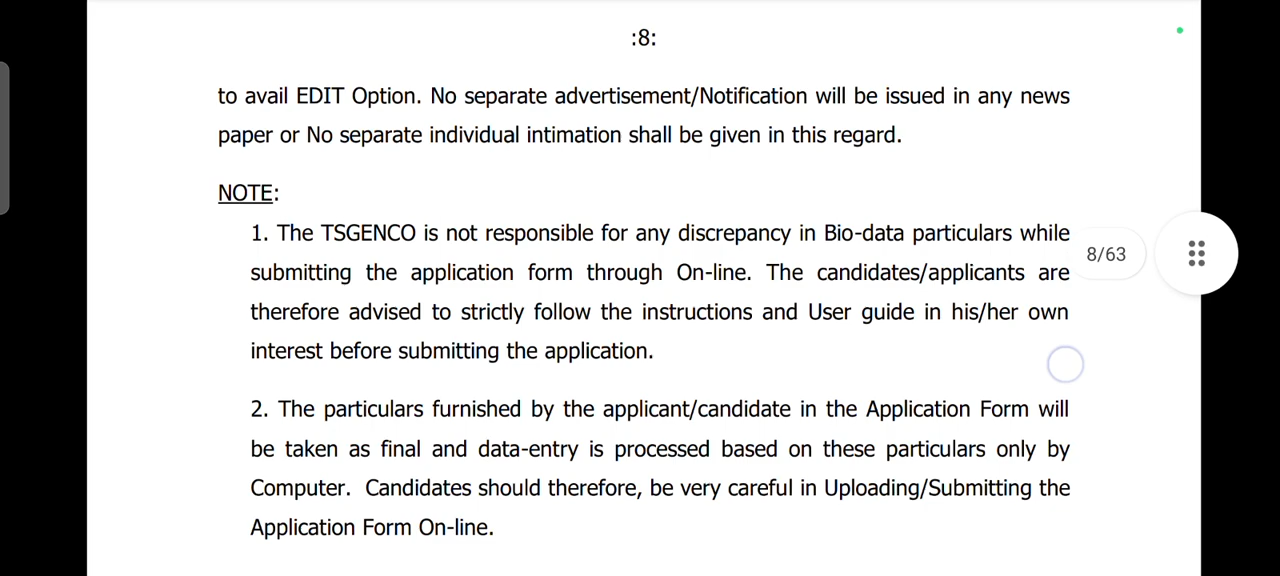 :8:
to avail EDIT Option. No separate advertisement/Notification will be issued in any news
paper or No separate individual intimation shall be given in this regard.
NOTE:
1. The TSGENCO is not responsible for any discrepancy in Bio-data particulars while
submitting the application form through On-line. The candidates/applicants are
therefore advised to strictly follow the instructions and User guide in his/her own
interest before submitting the application.
8/63
2. The particulars furnished by the applicant/candidate in the Application Form will
be taken as final and data-entry is processed based on these particulars only by
Computer. Candidates should therefore, be very careful in Uploading/Submitting the
Application Form On-line.